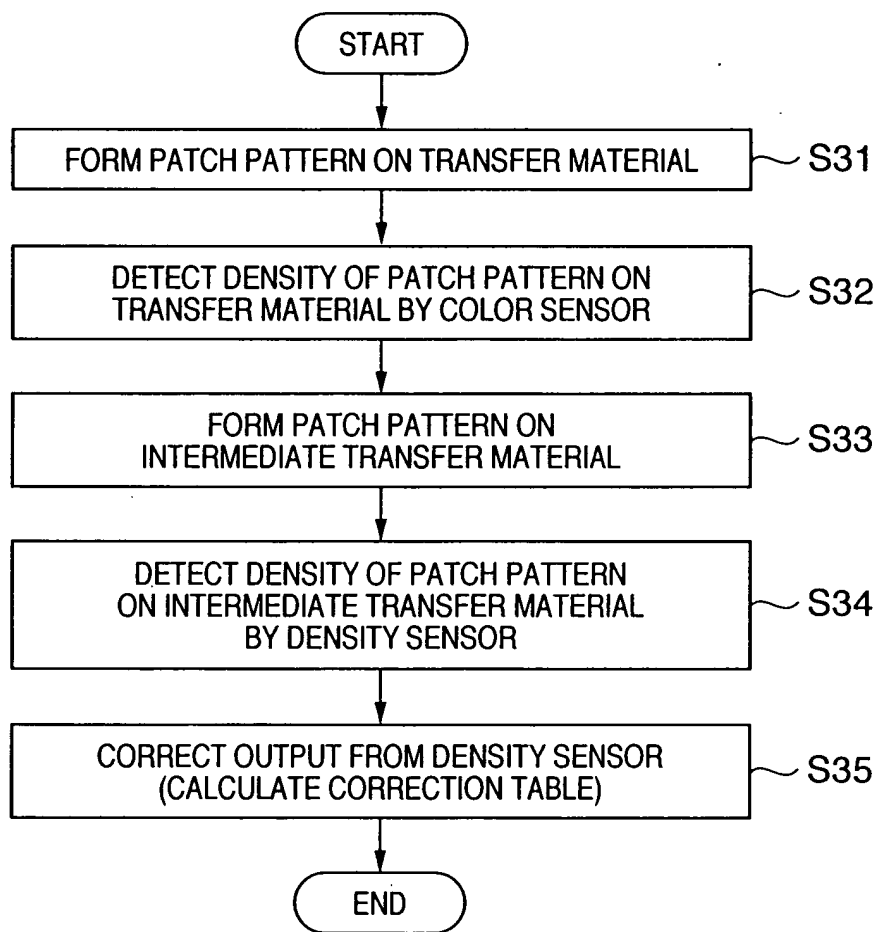 START
FORM PATCH PATTERN ON TRANSFER MATERIAL
S31
DETECT DENSITY OF PATCH PATTERN ON
TRANSFER MATERIAL BY COLOR SENSOR
S32
FORM PATCH PATTERN ON
INTERMEDIATE TRANSFER MATERIAL
S33
DETECT DENSITY OF PATCH PATTERN
ON INTERMEDIATE TRANSFER MATERIAL
BY DENSITY SENSOR
S34
CORRECT OUTPUT FROM DENSITY SENSOR
(CALCULATE CORRECTION TABLE)
S35
END